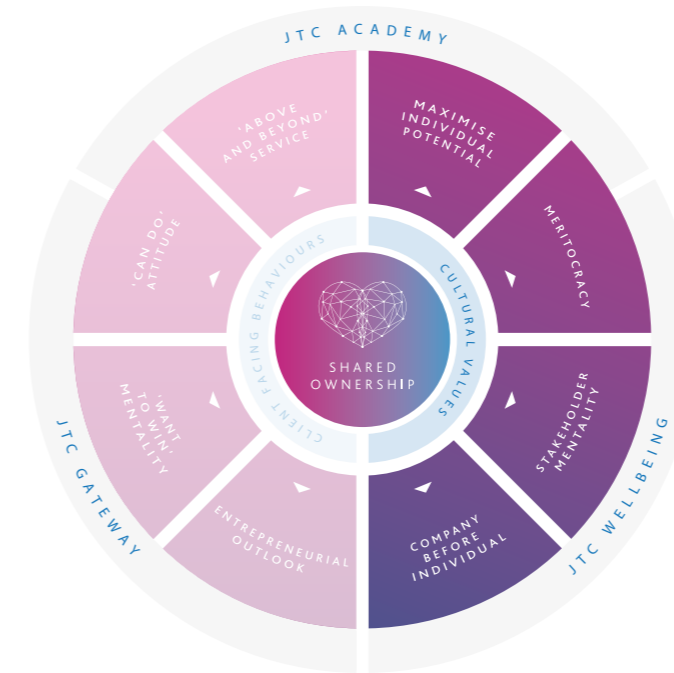 JTC ACADEMY
'ABOVE
AND BEYOND'
SERVICE
MAXIMISE
INDIVIDUAL
POTENTIAL
'CAN DO'
ATTITUDE
MERITOCRACY
CLIENT FACING BEHAVIOURS
CULTURAL VALUES
SHARED
OWNERSHIP
'WANT
TO WIN'
MENTALITY
STAKEHOLDER
MENTALITY
ENTREPRENEURIAL
OUTLOOK
COMPANY
BEFORE
INDIVIDUAL
JTC GATEWAY
JTC WELLBEING